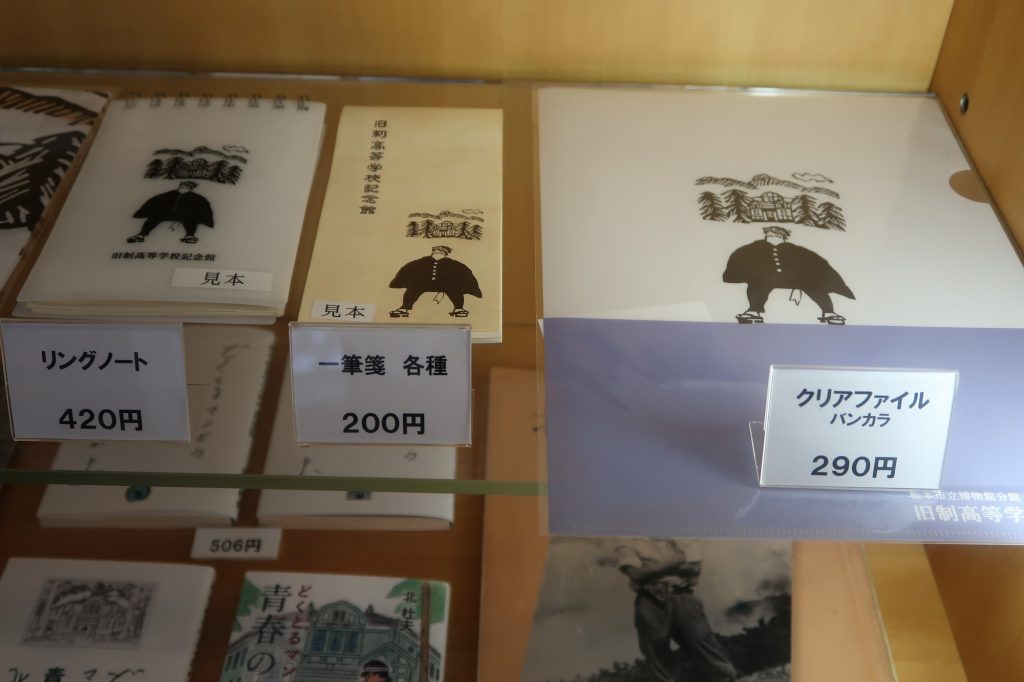 旧制高等学校記念館
見本
旧制高等学校記念館
見本
リングノート
420円
一筆箋 各種
200円
クリアファイル
バンカラ
290円
松本市立博物館分館
旧制高等学
506円
北 杜夫
どくとるマン
青春の